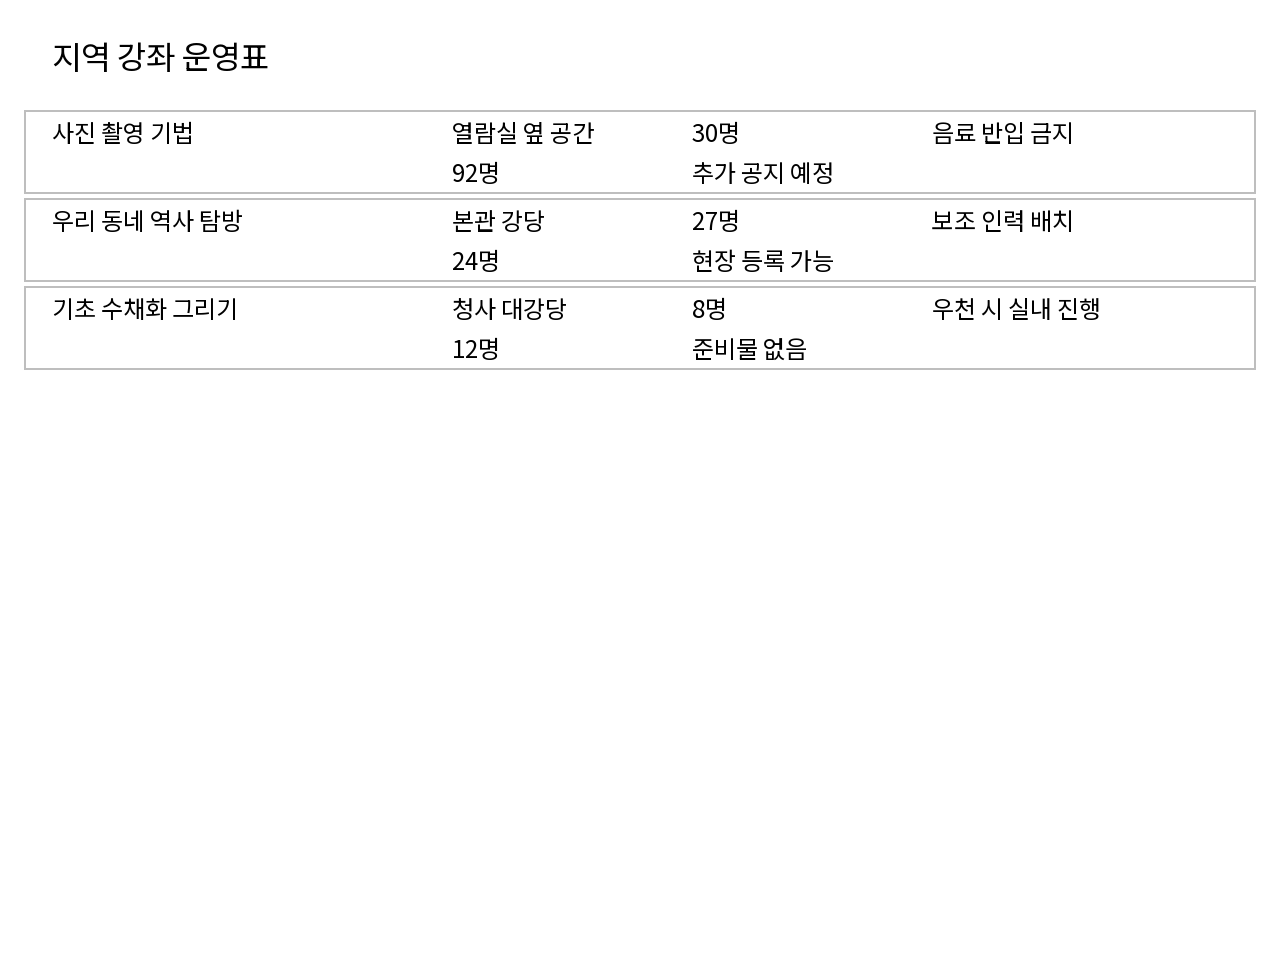 지역 강좌 운영표
사진 촬영 기법 열람실 옆 공간 30명 음료 반입 금지
92명 추가 공지 예정
우리 동네 역사 탐방 본관 강당 27명 보조 인력 배치
24명 현장 등록 가능
기초 수채화 그리기 청사 대강당 8명 우천 시 실내 진행
12명 준비물 없음